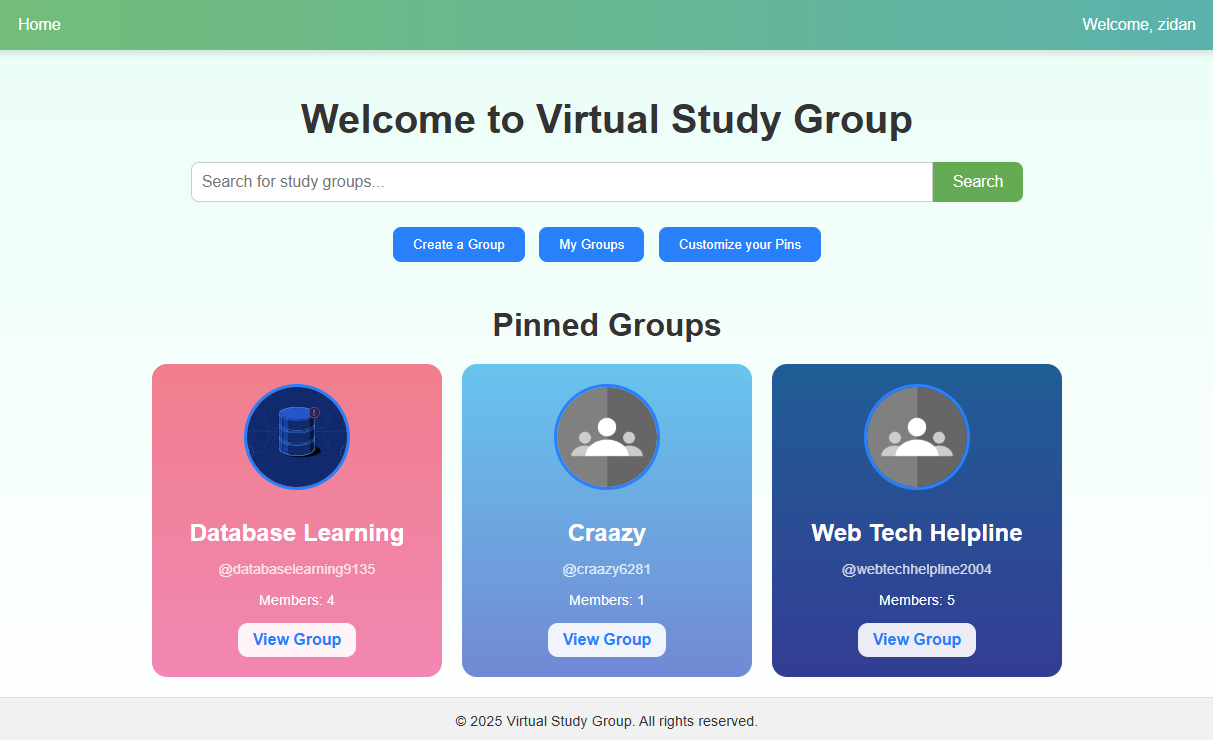 Home
Welcome, zidan
Welcome to Virtual Study Group
Search for study groups...
Search
Create a Group
My Groups
Customize your Pins
Pinned Groups
Database Learning
@databaselearning9135
Members: 4
View Group
Craazy
@craazy6281
Members: 1
View Group
Web Tech Helpline
@webtechhelpline2004
Members: 5
View Group
© 2025 Virtual Study Group. All rights reserved.